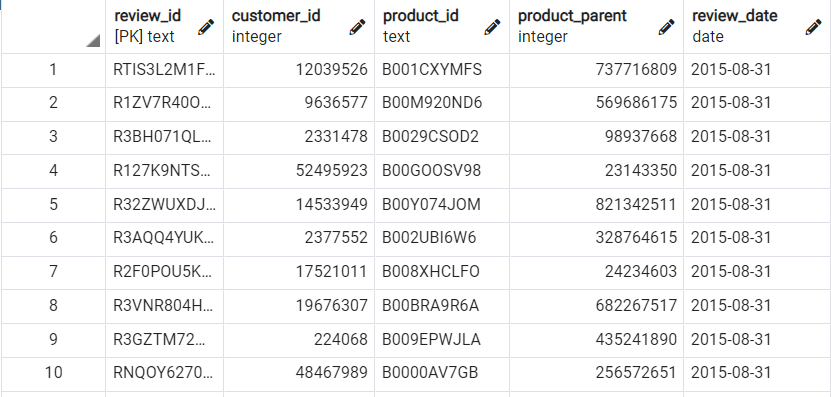 review_id customer_id product_id product_parent review_date
[PK] text integer text integer date
1 RTIS3L2M1F... 12039526 B001CXYMFS 737716809 2015-08-31
2 R1ZV7R40O... 9636577 B00M920ND6 569686175 2015-08-31
3 R3BH071QL... 2331478 B0029CSOD2 98937668 2015-08-31
4 R127K9NTS... 52495923 B00GOOSV98 23143350 2015-08-31
5 R32ZWUXDJ... 14533949 B00Y074JOM 821342511 2015-08-31
6 R3AQQ4YUK... 2377552 B002UBI6W6 328764615 2015-08-31
7 R2F0POU5K... 17521011 B008XHCLFO 24234603 2015-08-31
8 R3VNR804H... 19676307 B00BRA9R6A 682267517 2015-08-31
9 R3GZTM72... 224068 B009EPWJLA 435241890 2015-08-31
10 RNQOY6270... 48467989 B0000AV7GB 256572651 2015-08-31